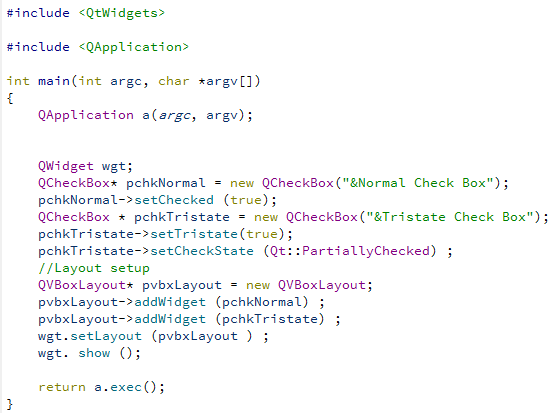 #include <QtWidgets>
#include <QApplication>
int main(int argc, char *argv[])
{
QApplication a(argc, argv);
QWidget wgt;
QCheckBox* pchkNormal = new QCheckBox("&Normal Check Box");
pchkNormal->setChecked (true);
QCheckBox * pchkTristate = new QCheckBox("&Tristate Check Box");
pchkTristate->setTristate(true);
pchkTristate->setCheckState (Qt::PartiallyChecked) ;
//Layout setup
QVBoxLayout* pvbxLayout = new QVBoxLayout;
pvbxLayout->addWidget (pchkNormal) ;
pvbxLayout->addWidget (pchkTristate) ;
wgt.setLayout (pvbxLayout ) ;
wgt. show ();
return a.exec();
}